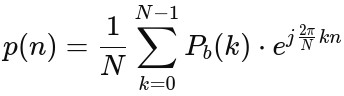 p(n) = \frac{1}{N} \sum_{k=0}^{N-1} P_b(k) \cdot e^{j \frac{2\pi}{N} kn}